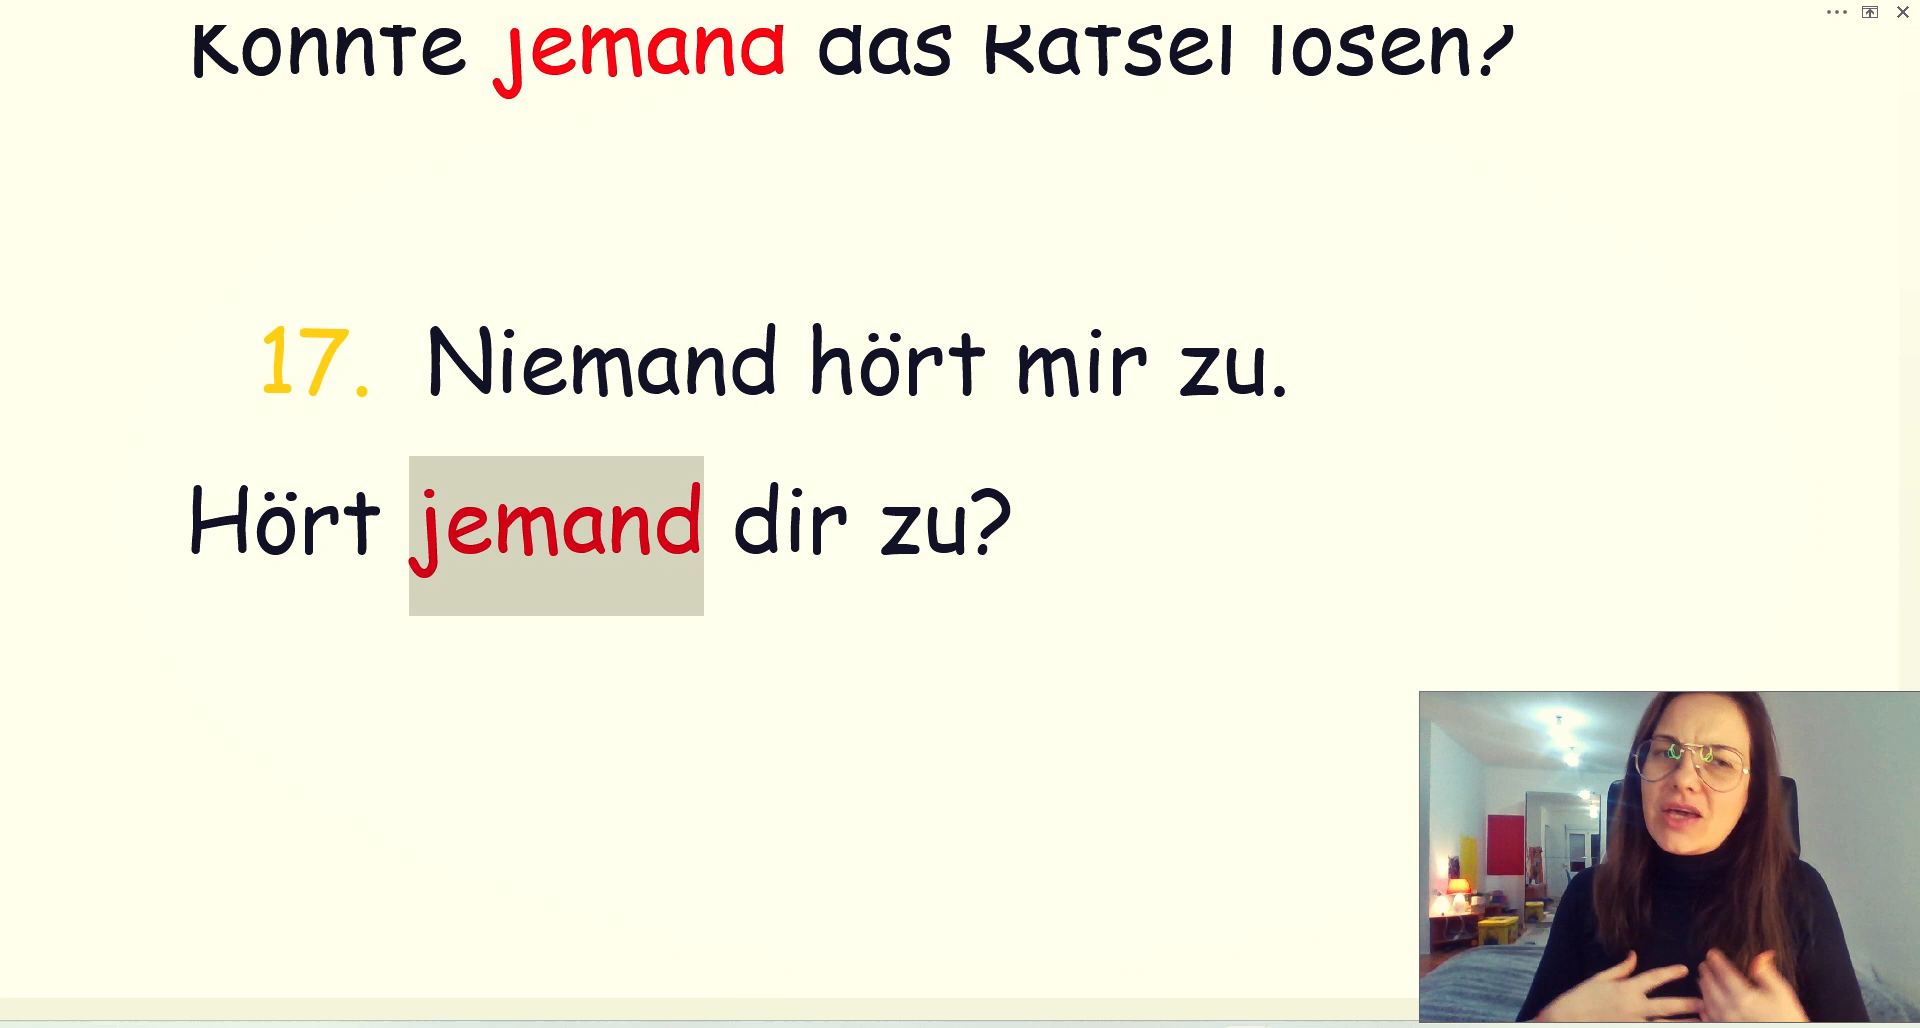 Konnte jemand das Rätsel lösen?
17. Niemand hört mir zu.
Hört jemand dir zu?